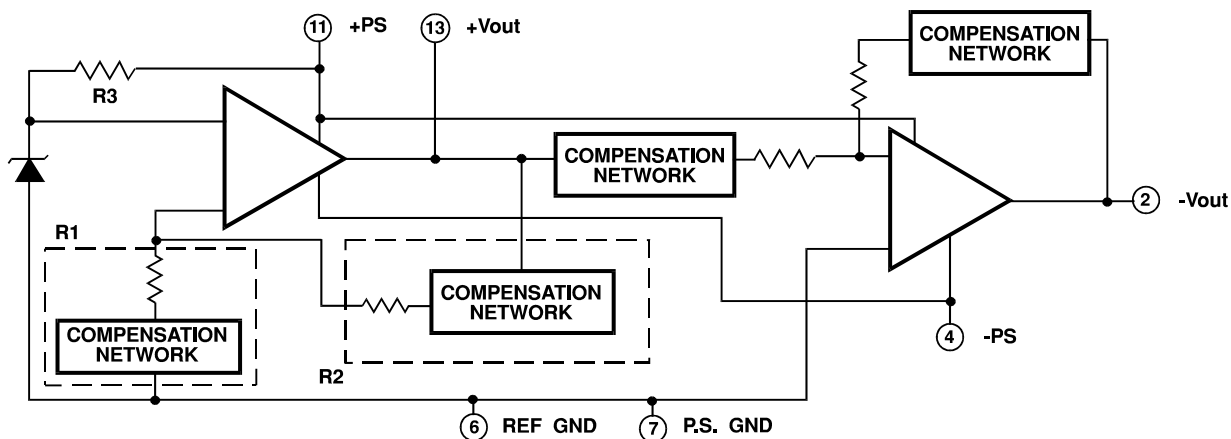 11 +PS
13 +Vout
COMPENSATION
NETWORK
R3
COMPENSATION
NETWORK
2 -Vout
R1
COMPENSATION
NETWORK
COMPENSATION
NETWORK
4 -PS
R2
6 REF GND
7 P.S. GND